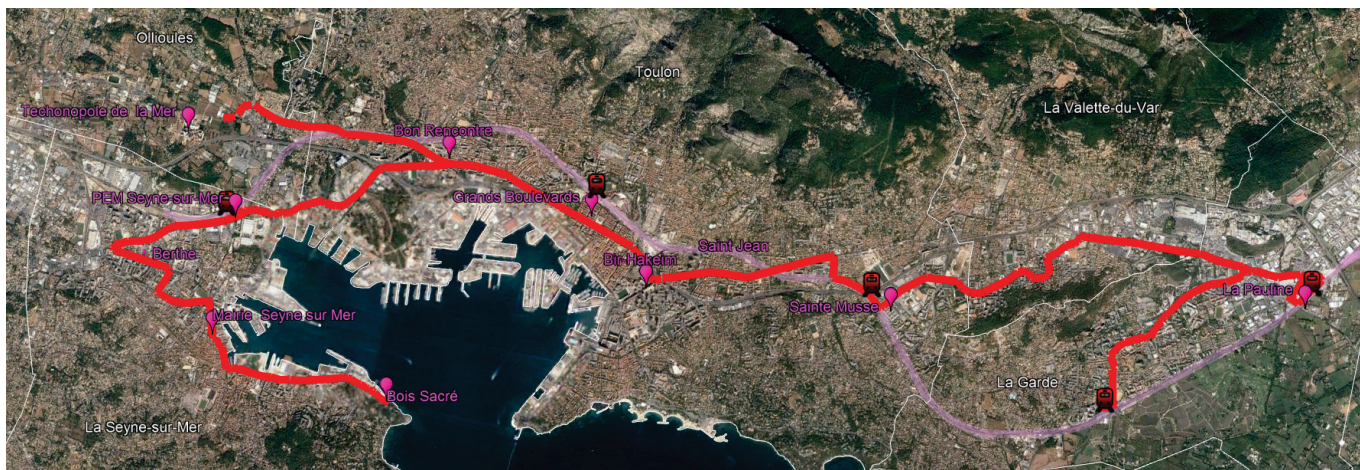 Ollioules
Toulon
La Valette-du-Var
Techonopole de la Mer
Bon Rencontre
PEM Seyne-sur-Mer
Grands Boulevards
Berthe
Saint Jean
Bir-Hakeim
Sainte Musse
La Pauline
Mairie Seyne sur Mer
La Garde
Bois Sacré
La Seyne-sur-Mer